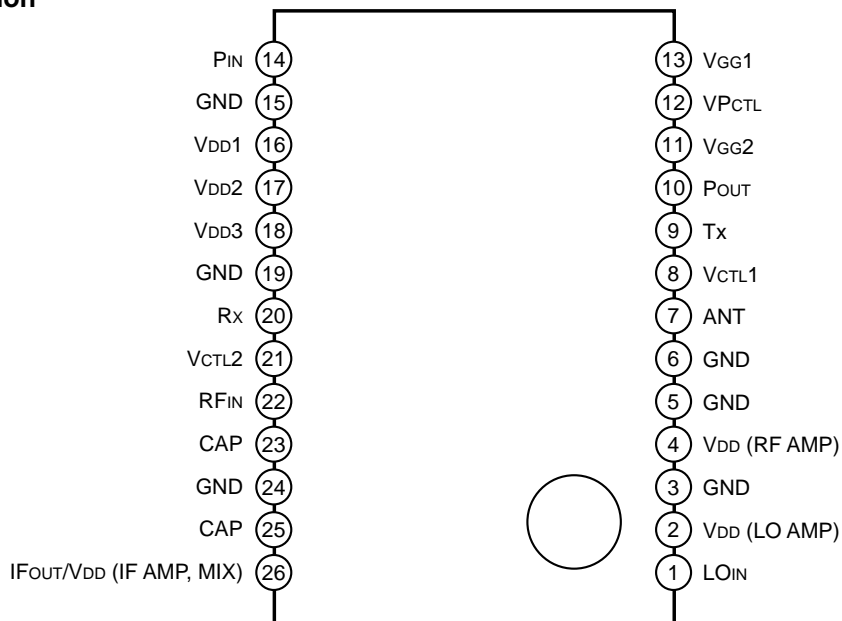 on
PIN 14 13 VGG1
GND 15 12 VPCTL
VDD1 16 11 VGG2
VDD2 17 10 POUT
VDD3 18 9 Tx
GND 19 8 VCTL1
RX 20 7 ANT
VCTL2 21 6 GND
RFIN 22 5 GND
CAP 23 4 VDD (RF AMP)
GND 24 3 GND
CAP 25 2 VDD (LO AMP)
IFOUT/VDD (IF AMP, MIX) 26 1 LOIN